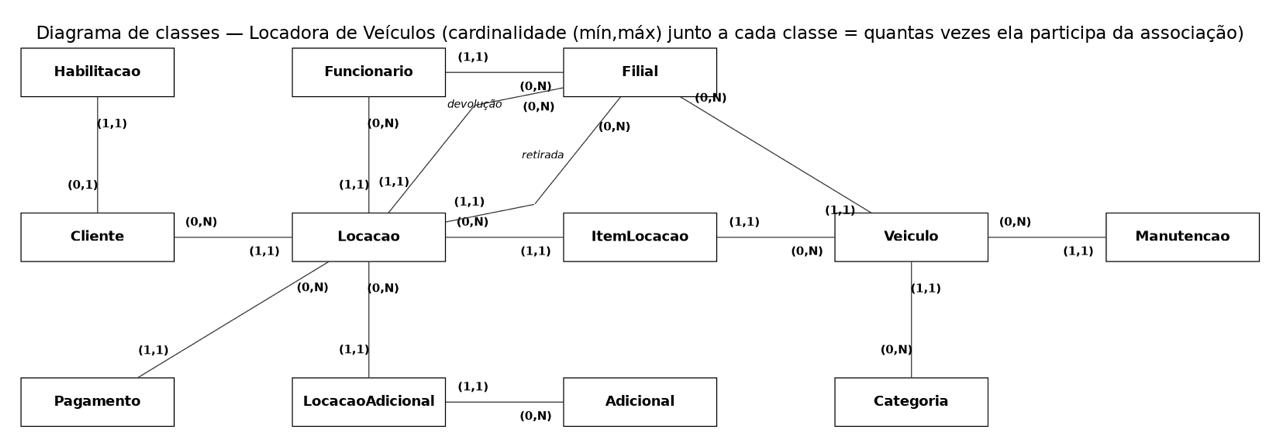 Diagrama de classes — Locadora de Veículos (cardinalidade (mín,máx) junto a cada classe = quantas vezes ela participa da associação)
Habilitacao
Funcionario
(1,1)
Filial
(0,N)
(0,N)
devolução
(0,N)
(1,1)
(0,N)
(0,N)
retirada
(0,1)
(1,1)
(1,1)
(1,1)
(1,1)
Cliente
(0,N)
(1,1)
Locacao
(0,N)
(1,1)
ItemLocacao
(1,1)
(0,N)
Veiculo
(0,N)
(1,1)
Manutencao
(0,N)
(0,N)
(1,1)
(1,1)
(1,1)
(0,N)
Pagamento
LocacaoAdicional
(1,1)
(0,N)
Adicional
Categoria